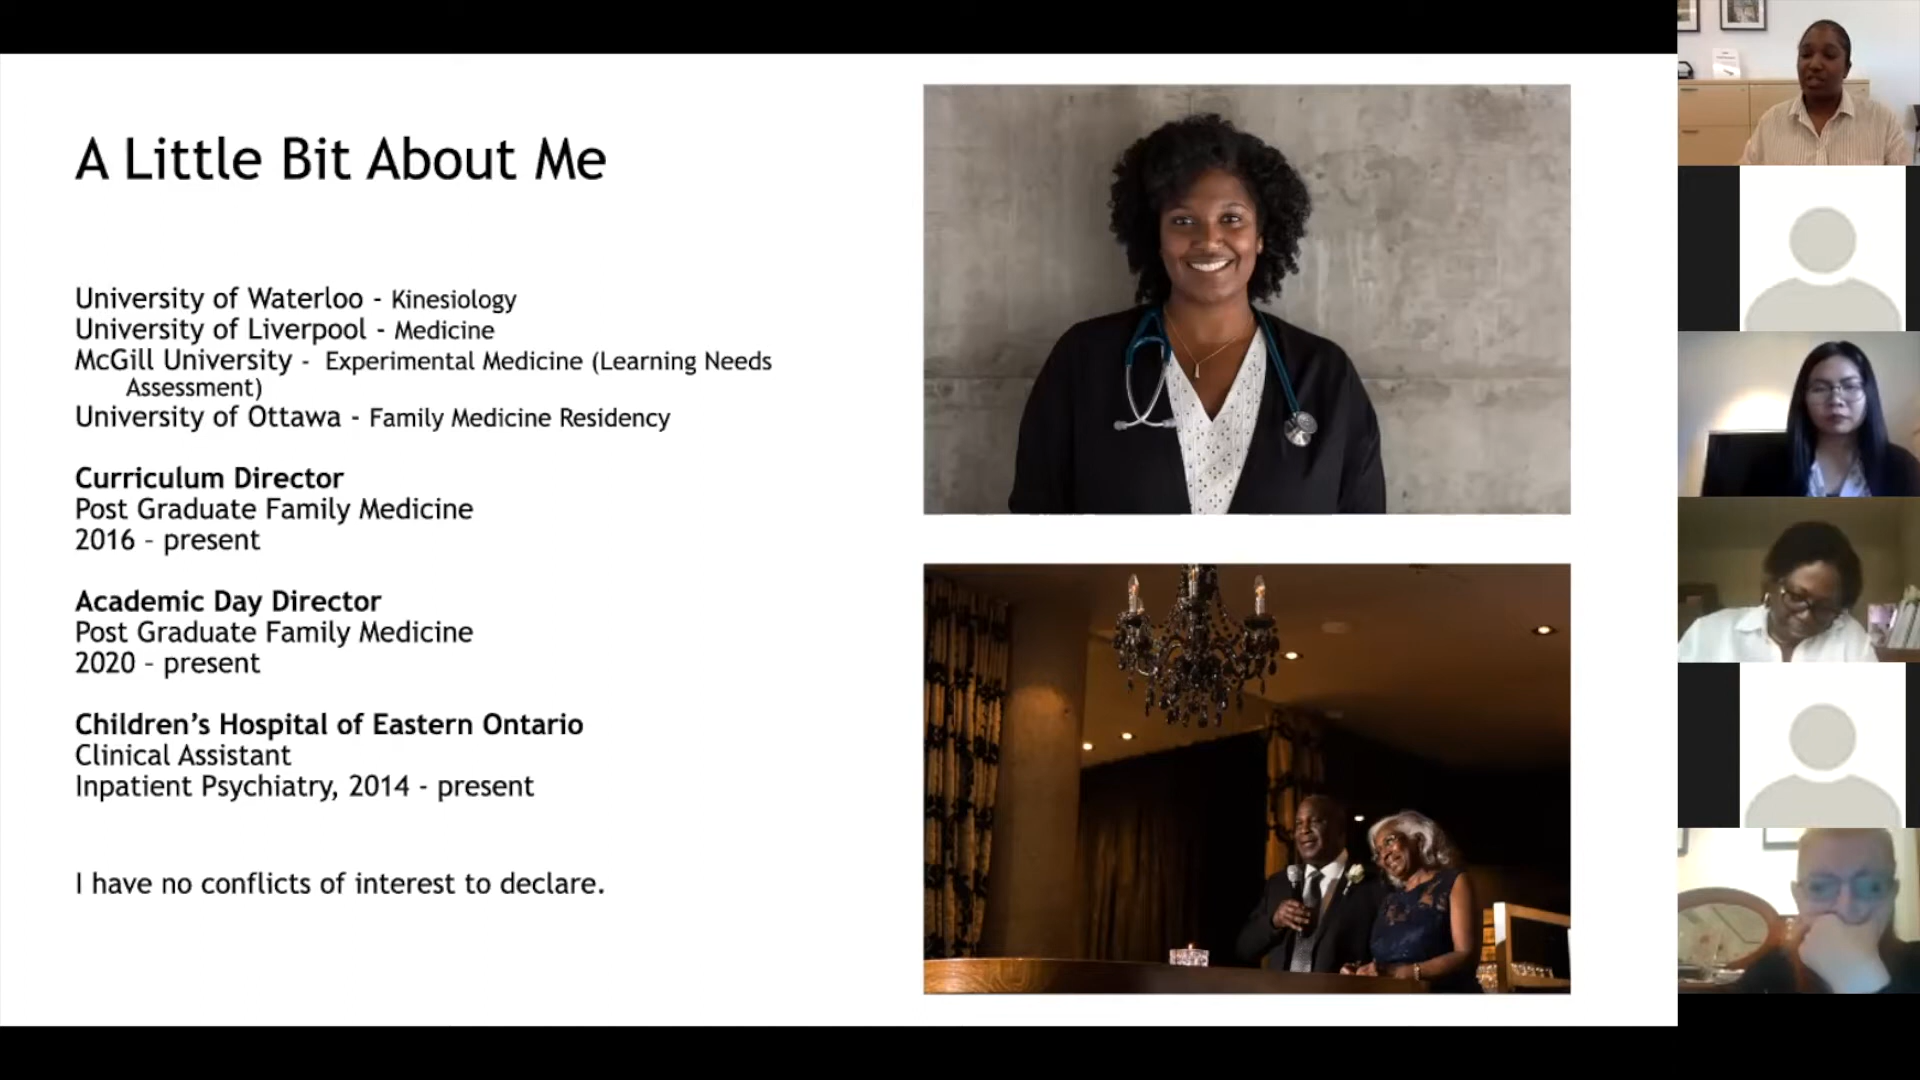 A Little Bit About Me
University of Waterloo - Kinesiology
University of Liverpool - Medicine
McGill University - Experimental Medicine (Learning Needs
Assessment)
University of Ottawa - Family Medicine Residency
Curriculum Director
Post Graduate Family Medicine
2016 – present
Academic Day Director
Post Graduate Family Medicine
2020 – present
Children’s Hospital of Eastern Ontario
Clinical Assistant
Inpatient Psychiatry, 2014 - present
I have no conflicts of interest to declare.